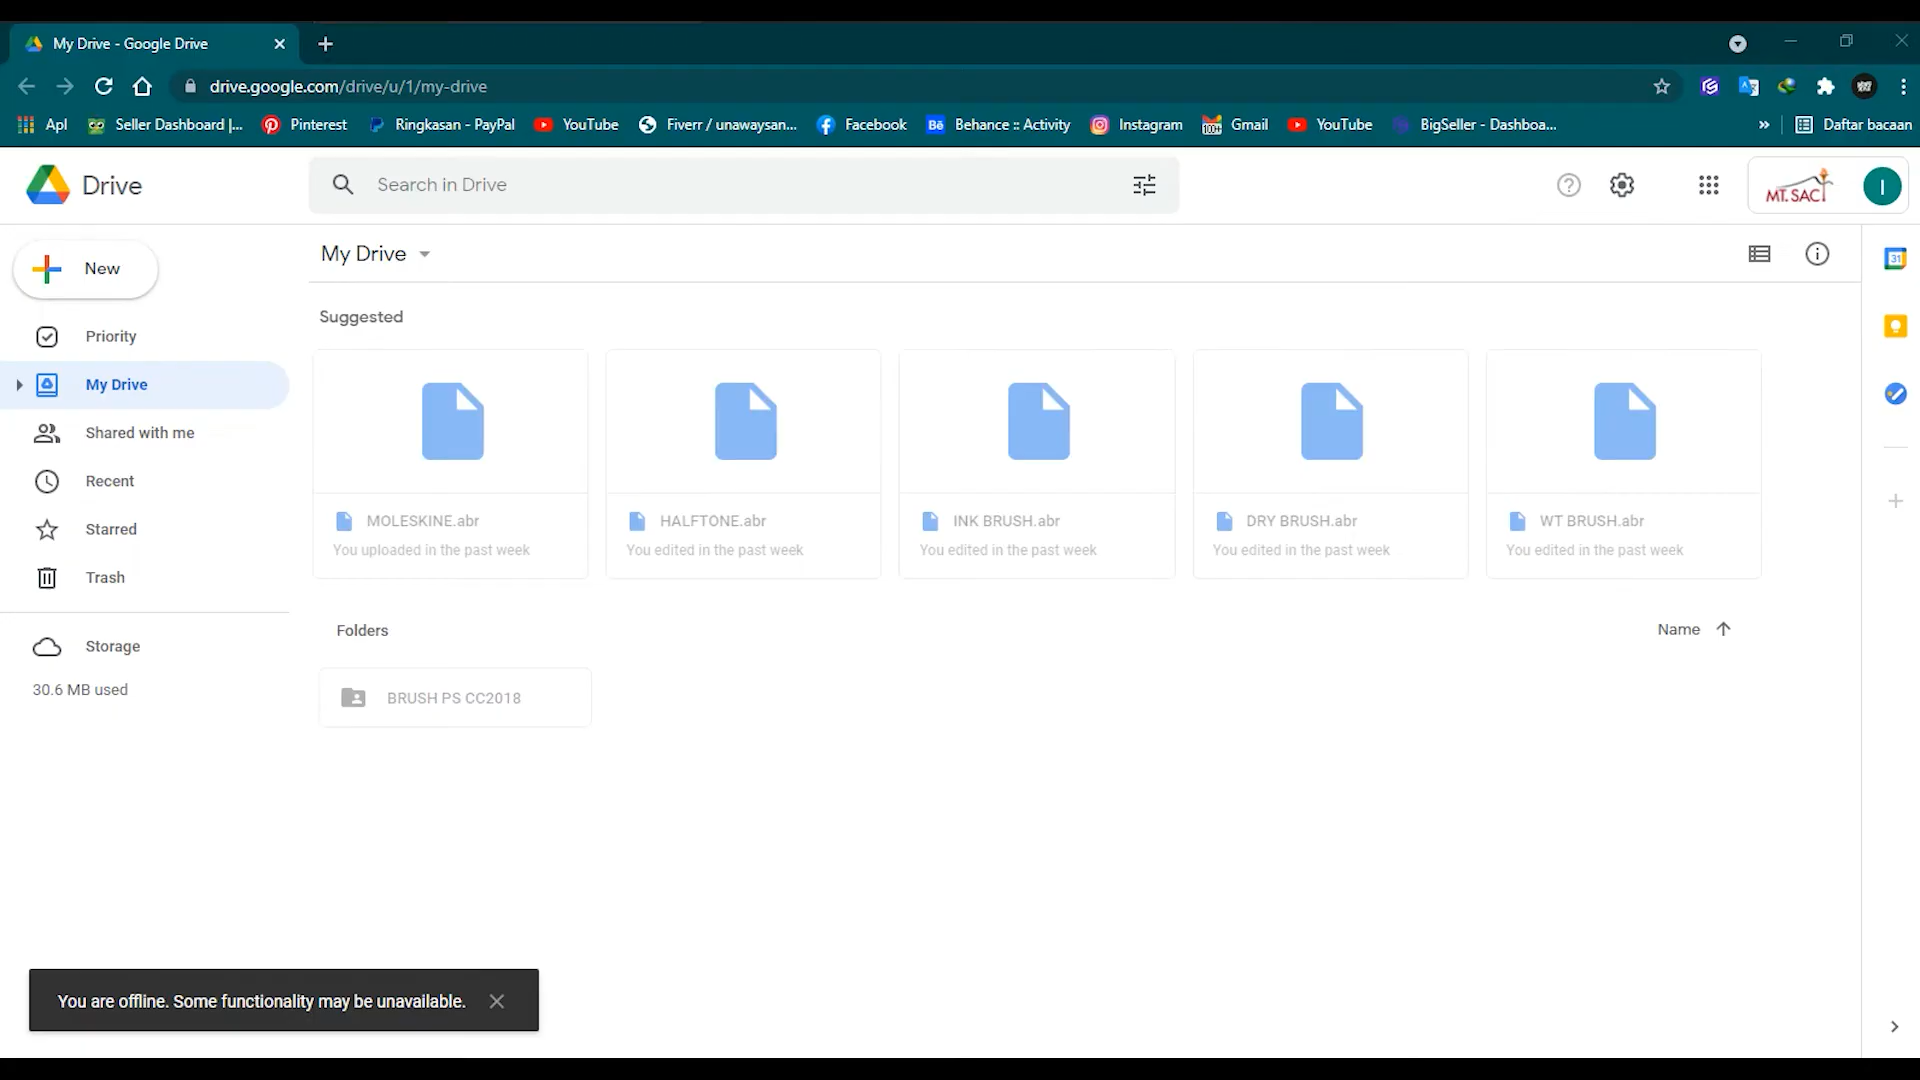 My Drive - Google Drive
drive.google.com/drive/u/1/my-drive
Apl
Seller Dashboard |...
Pinterest
Ringkasan - PayPal
YouTube
Fiverr / unawaysan...
Facebook
Bē
Behance :: Activity
Instagram
100+
Gmail
YouTube
BigSeller - Dashboa...
»
Daftar bacaan
Drive
Search in Drive
MT. SAC
I
New
My Drive
31
Priority
My Drive
Shared with me
Recent
Starred
Trash
Storage
30.6 MB used
Suggested
MOLESKINE.abr
You uploaded in the past week
HALFTONE.abr
You edited in the past week
INK BRUSH.abr
You edited in the past week
DRY BRUSH.abr
You edited in the past week
WT BRUSH.abr
You edited in the past week
Folders
Name
BRUSH PS CC2018
You are offline. Some functionality may be unavailable.